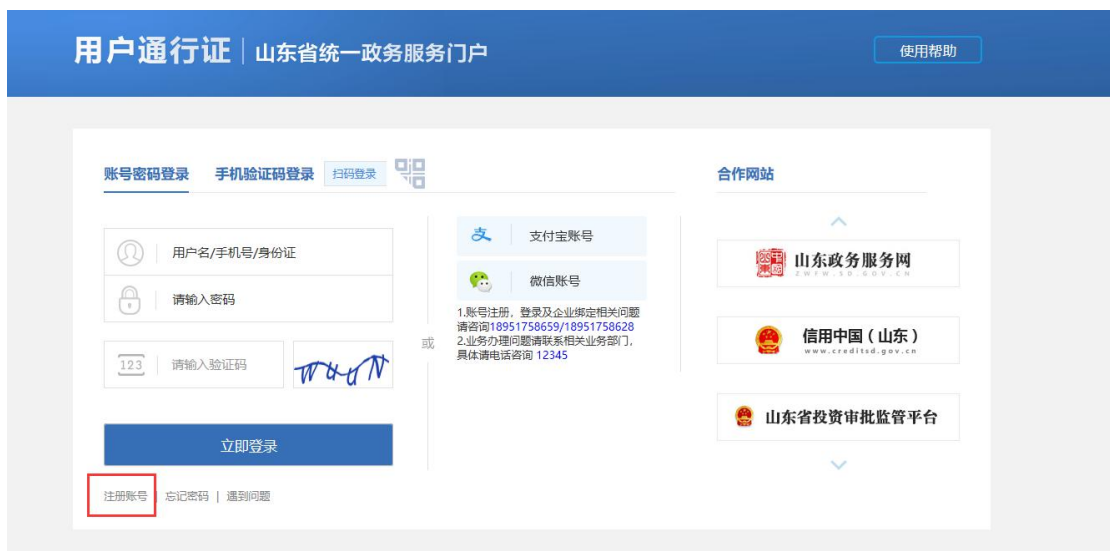 用户通行证 山东省统一政务服务门户
使用帮助
账号密码登录 手机验证码登录 扫码登录
用户名/手机号/身份证
请输入密码
123 请输入验证码
立即登录
注册账号 | 忘记密码 | 遇到问题
或
支付宝账号
微信账号
1.账号注册，登录及企业绑定相关问题
请咨询18951758659/18951758628
2.业务办理问题请联系相关业务部门，
具体请电话咨询 12345
合作网站
山东政务服务网
ZWFW.SD.GOV.CN
信用中国（山东）
www.creditsd.gov.cn
山东省投资审批监管平台